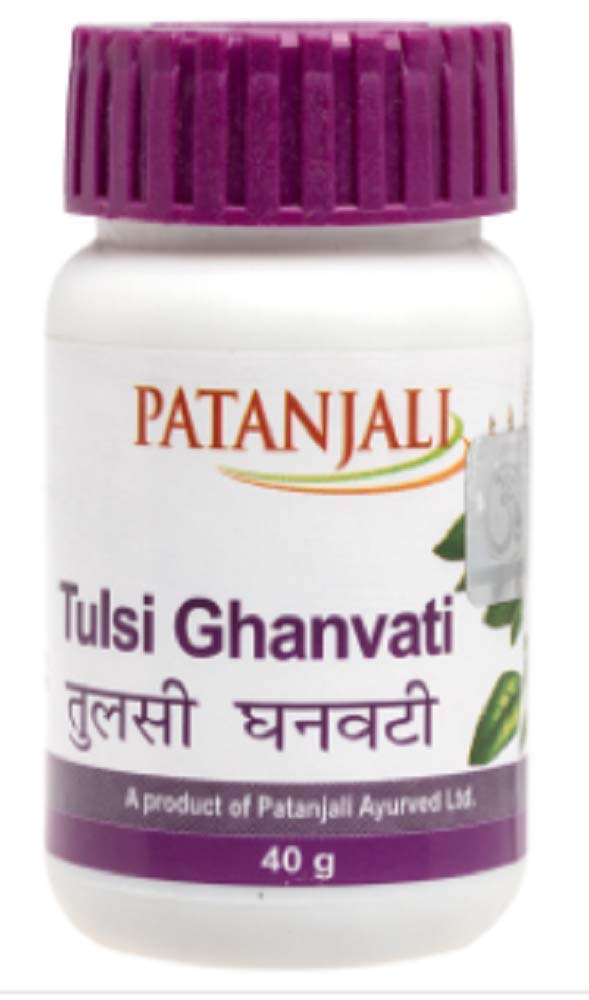 PATANJALI
Tulsi Ghanvati
तुलसी घनवटी
A product of Patanjali Ayurved Ltd.
40 g